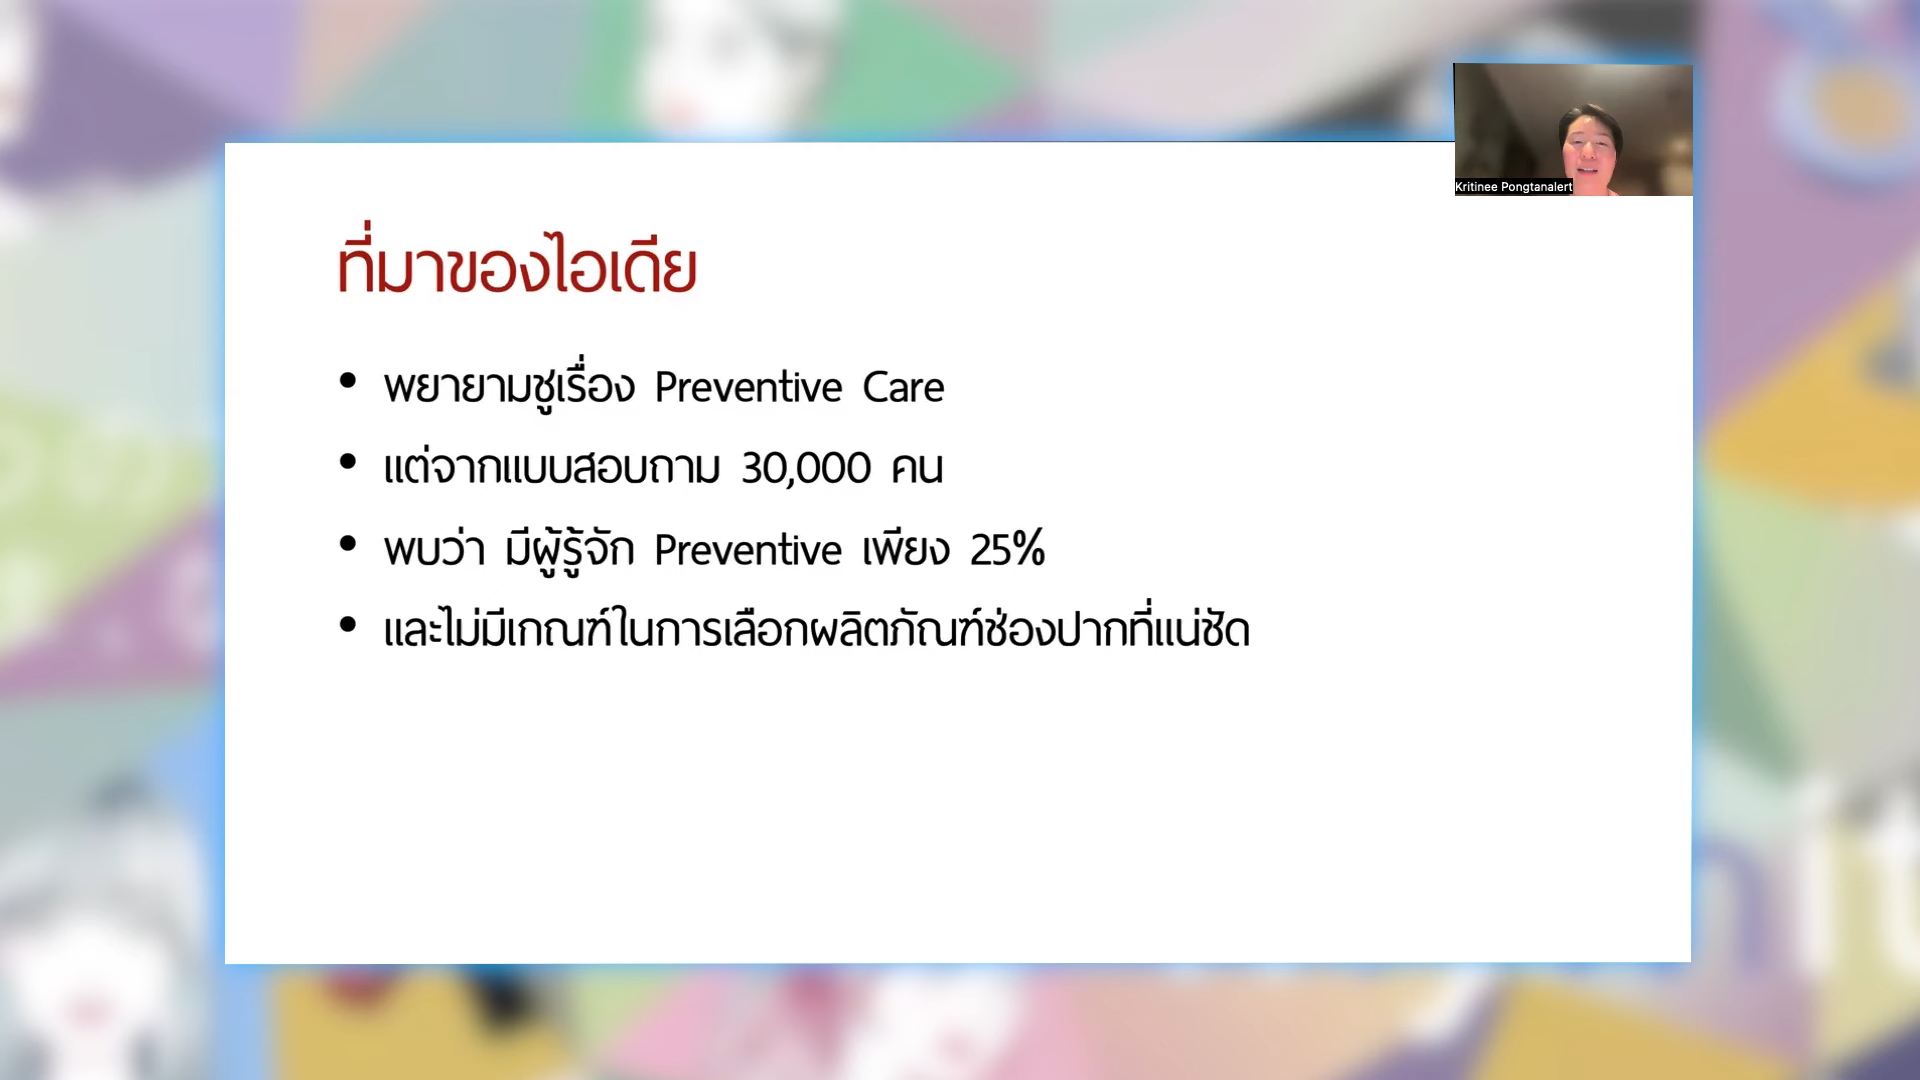 Kritinee Pongtanalert
ที่มาของไอเดีย
• พยายามชูเรื่อง Preventive Care
• แต่จากแบบสอบถาม 30,000 คน
• พบว่า มีผู้รู้จัก Preventive เพียง 25%
• และไม่มีเกณฑ์ในการเลือกผลิตภัณฑ์ช่องปากที่แน่ชัด